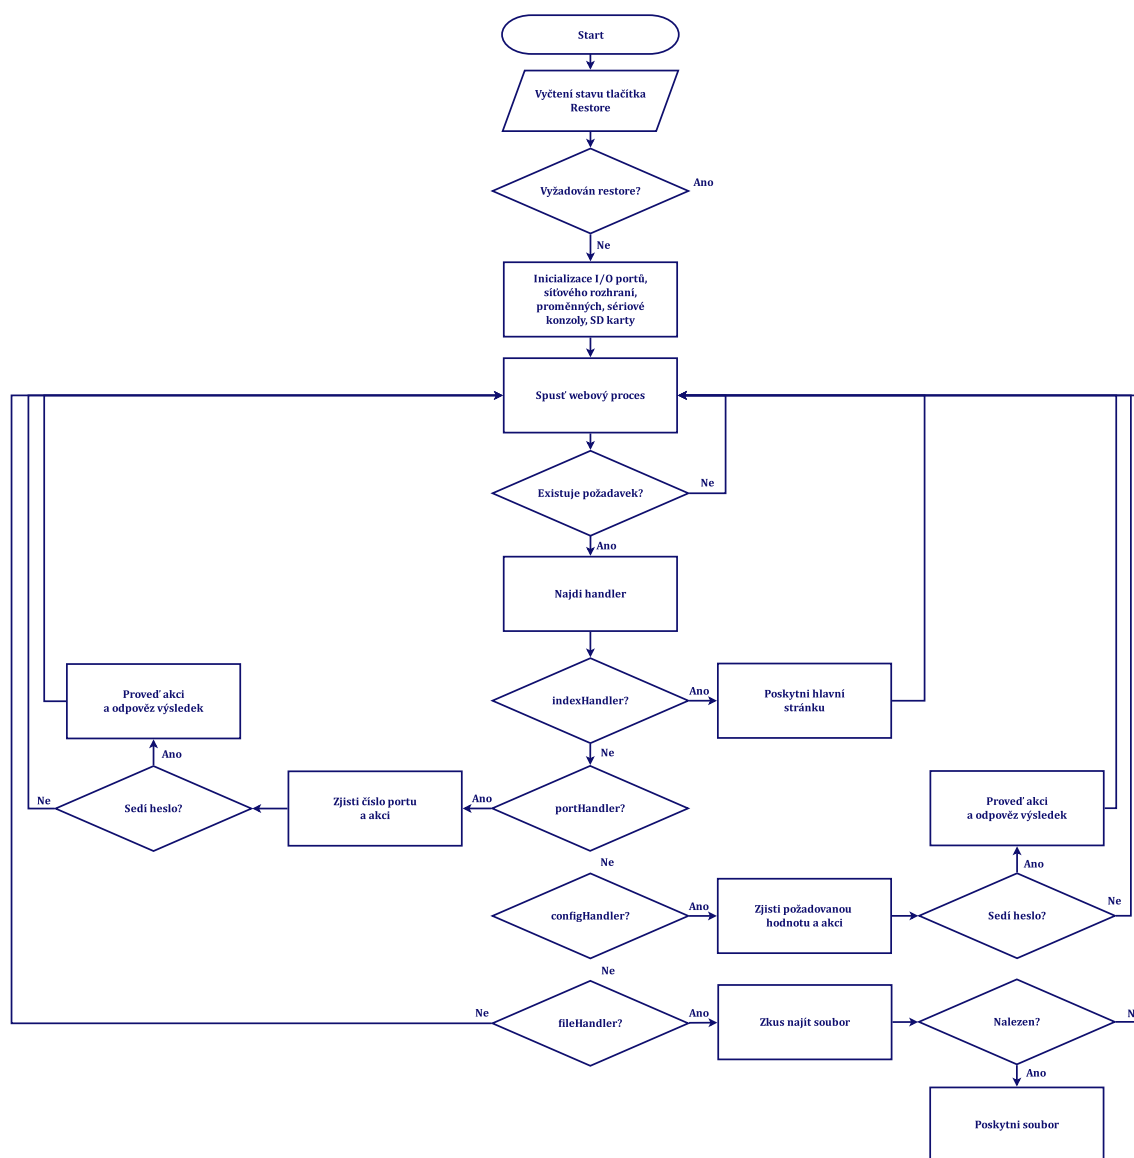 Start
Vyčtení stavu tlačítka
Restore
Vyžadován restore?
Ano
Ne
Inicializace I/O portů,
síťového rozhraní,
proměnných, sériové
konzoly, SD karty
Spusť webový proces
Existuje požadavek?
Ne
Ano
Najdi handler
indexHandler?
Ano
Poskytni hlavní
stránku
Ne
Proveď akci
a odpověz výsledek
Ano
Ne
Sedí heslo?
Zjisti číslo portu
a akci
Ano
portHandler?
Ne
Proveď akci
a odpověz výsledek
Ano
configHandler?
Ano
Zjisti požadovanou
hodnotu a akci
Sedí heslo?
Ne
Ne
Ne
fileHandler?
Ano
Zkus najít soubor
Nalezen?
Ano
Poskytni soubor